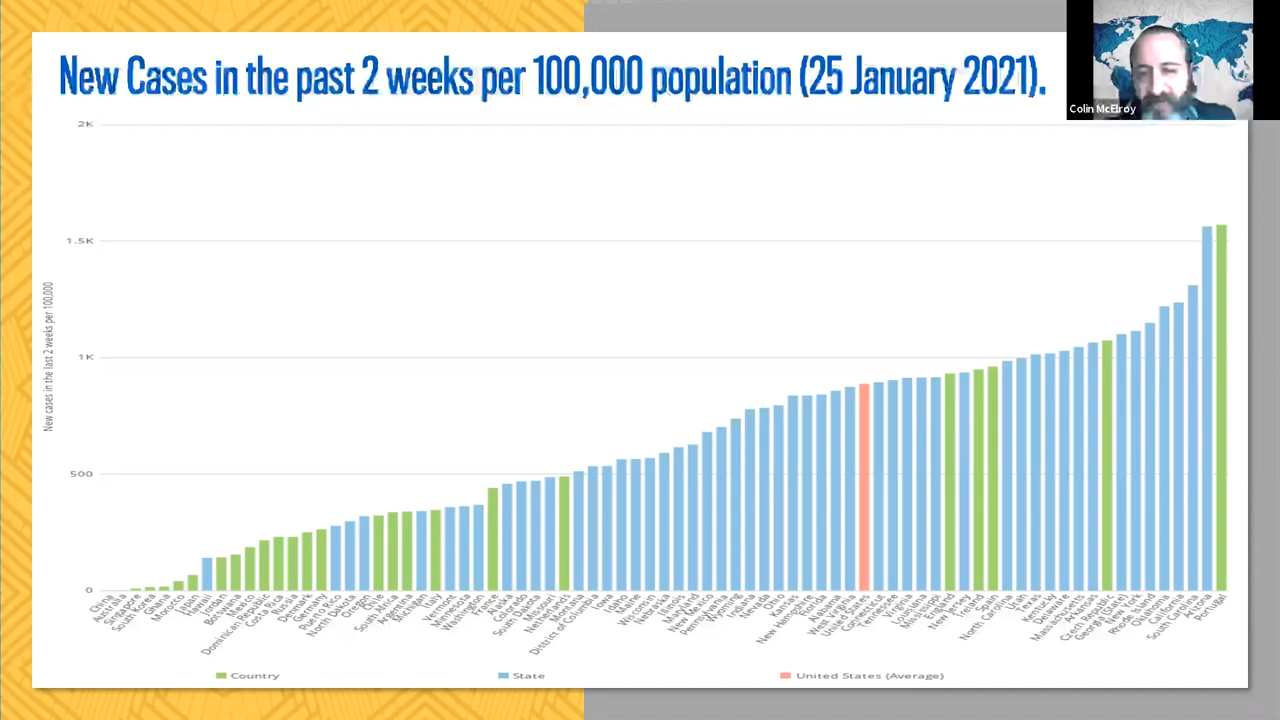 New Cases in the past 2 weeks per 100,000 population (25 January 2021).
Colin McElroy
2K
1.5K
1K
500
0
New cases in the last 2 weeks per 100,000
China
Australia
Singapore
South Korea
Ghana
Morocco
Japan
Hawaii
Jordan
Botswana
Mexico
Dominican Republic
Costa Rica
Russia
Denmark
Germany
Puerto Rico
North Dakota
Oregon
Chile
South Africa
Argentina
Michigan
Italy
Vermont
Minnesota
Washington
France
Alaska
Colorado
South Dakota
Missouri
Netherlands
Montana
District of Columbia
Iowa
Idaho
Maine
Wisconsin
Nebraska
Illinois
Maryland
New Mexico
Pennsylvania
Wyoming
Indiana
Nevada
Ohio
Kansas
New Hampshire
Florida
Alabama
West Virginia
United States
Connecticut
Tennessee
Virginia
Louisiana
Mississippi
England
New Jersey
Ireland
Spain
North Carolina
Utah
Texas
Kentucky
Delaware
Massachusetts
Arkansas
Czech Republic
Georgia (State)
New York
Rhode Island
Oklahoma
California
South Carolina
Arizona
Portugal
Country
State
United States (Average)